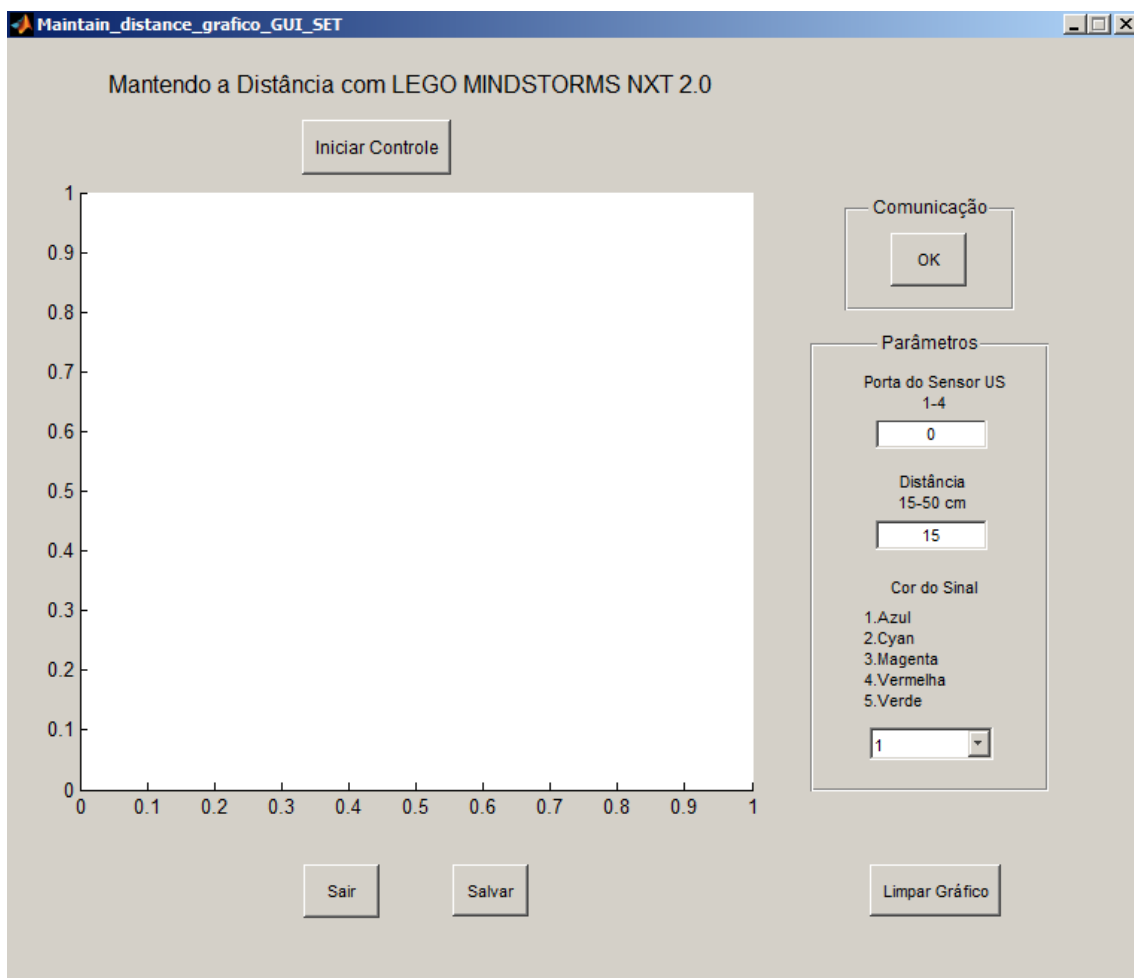 Maintain_distance_grafico_GUI_SET
Mantendo a Distância com LEGO MINDSTORMS NXT 2.0
Iniciar Controle
1
0.9
0.8
0.7
0.6
0.5
0.4
0.3
0.2
0.1
0
0 0.1 0.2 0.3 0.4 0.5 0.6 0.7 0.8 0.9 1
Comunicação
OK
Parâmetros
Porta do Sensor US
1-4
0
Distância
15-50 cm
15
Cor do Sinal
1.Azul
2.Cyan
3.Magenta
4.Vermelha
5.Verde
1
Sair
Salvar
Limpar Gráfico